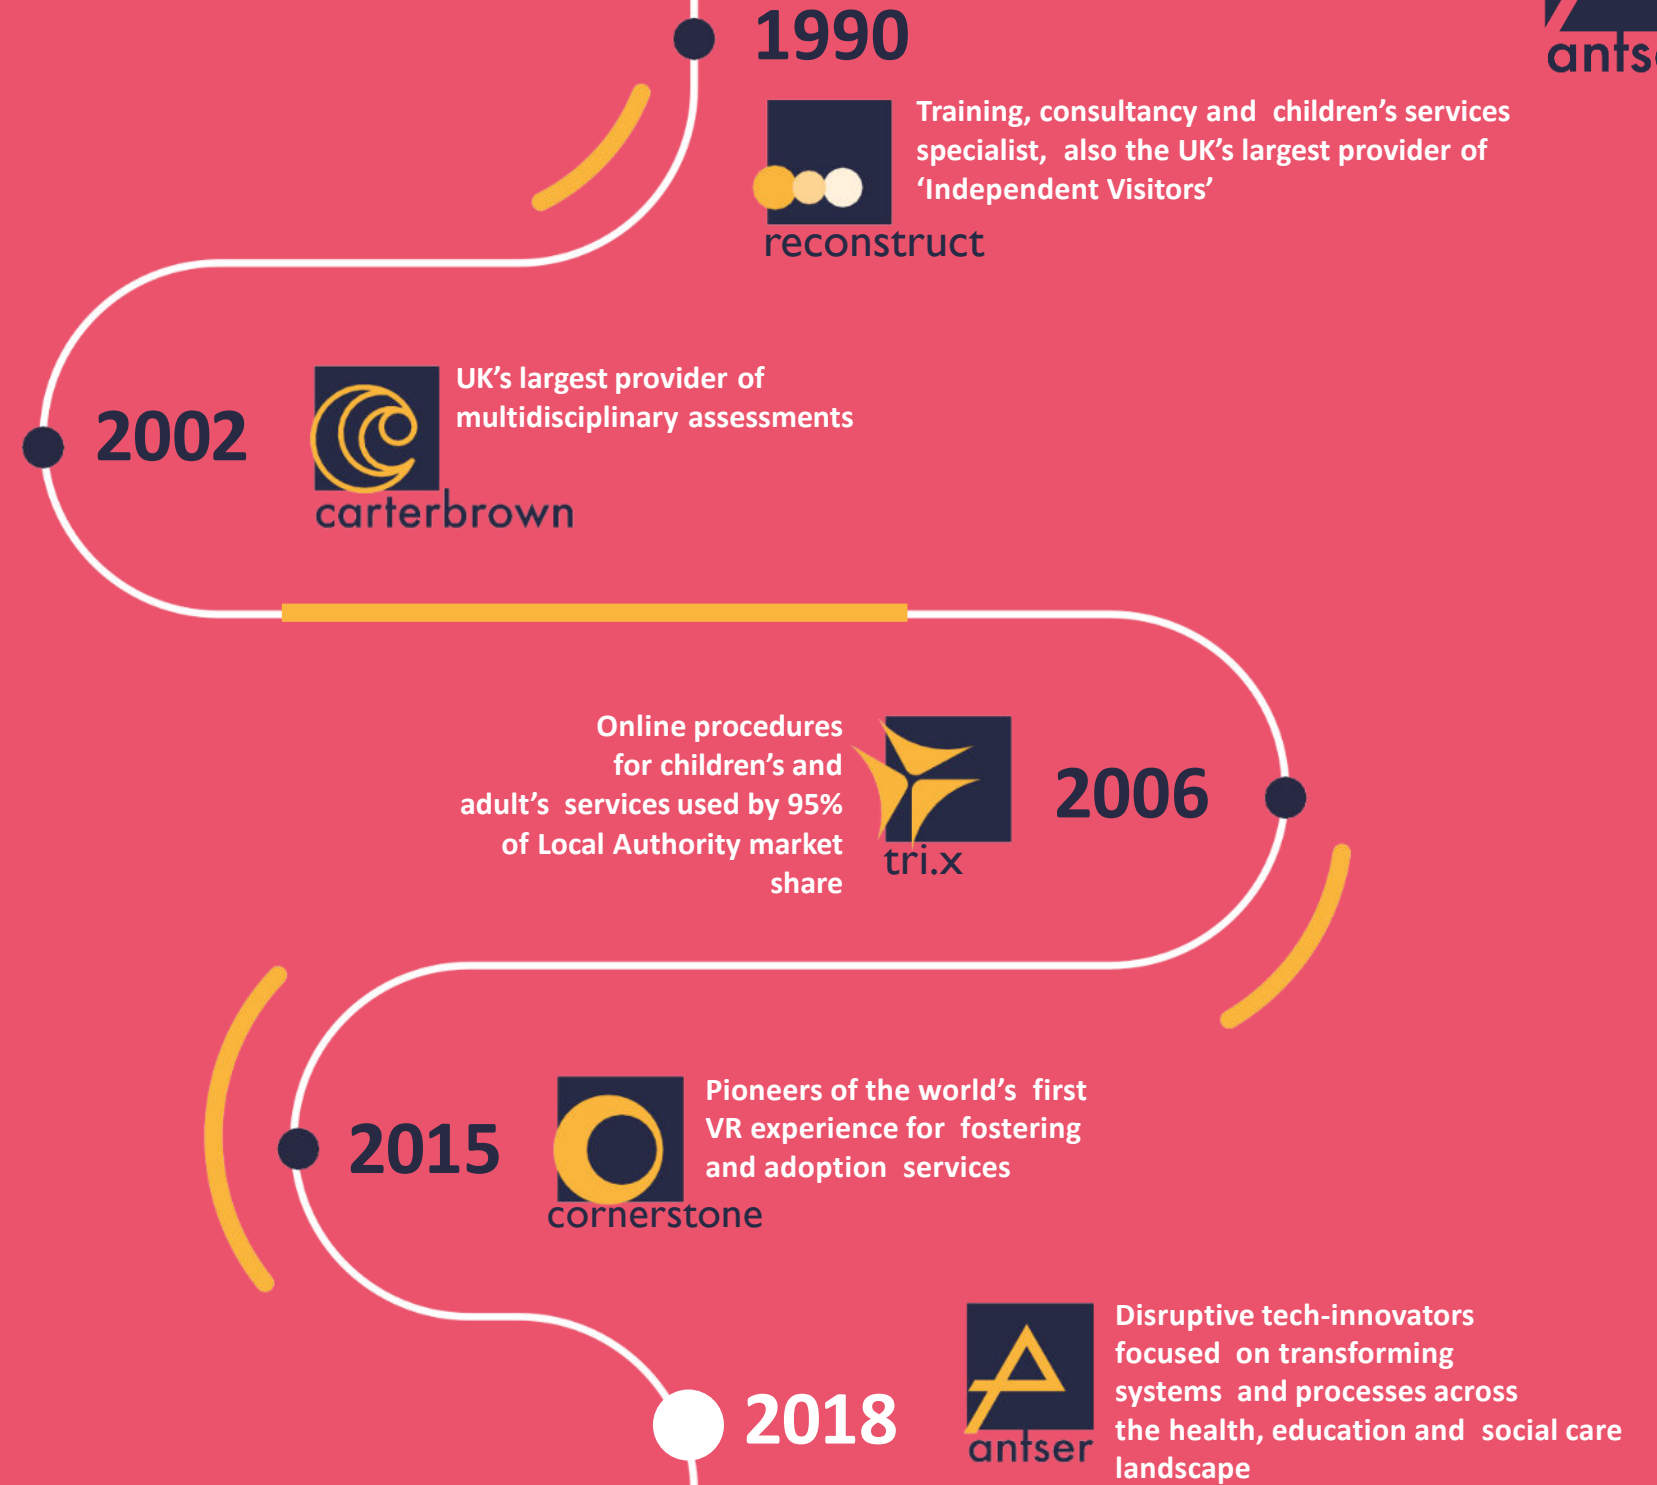 1990
Training, consultancy and children’s services
specialist, also the UK’s largest provider of
‘Independent Visitors’
reconstruct
2002
UK’s largest provider of
multidisciplinary assessments
carterbrown
Online procedures
for children’s and
adult’s services used by 95%
of Local Authority market
share
tri.x
2006
2015
Pioneers of the world’s first
VR experience for fostering
and adoption services
cornerstone
2018
antser
Disruptive tech-innovators
focused on transforming
systems and processes across
the health, education and social care
landscape